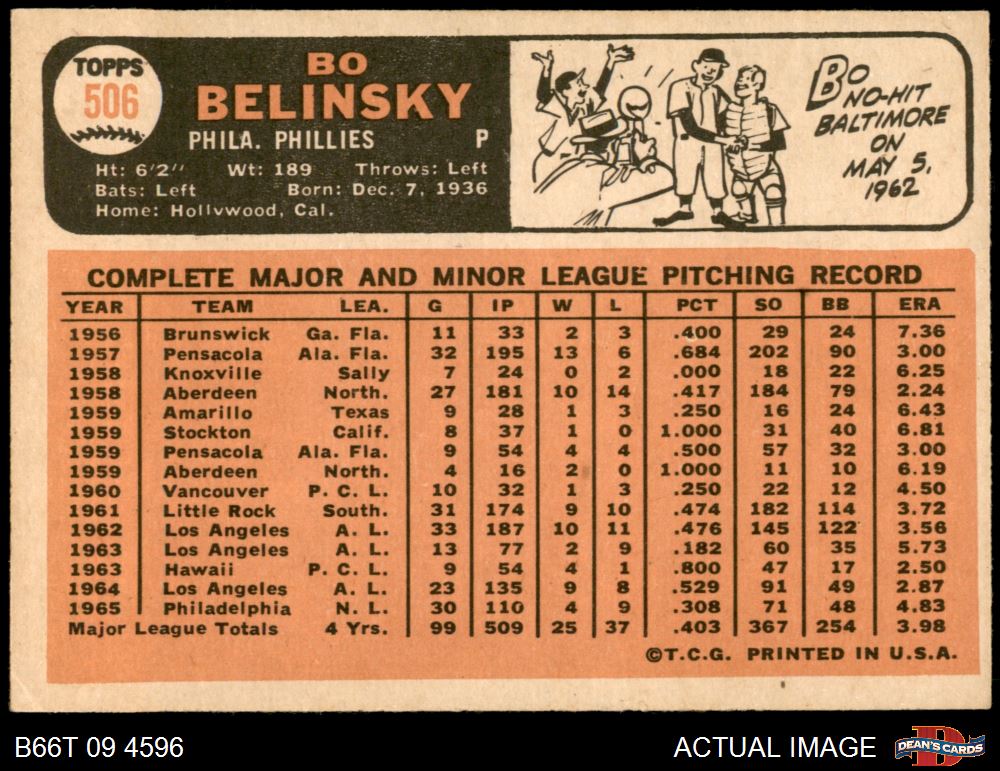 TOPPS
506
BO
BELINSKY
PHILA. PHILLIES P
Ht: 6'2" Wt: 189 Throws: Left
Bats: Left Born: Dec. 7, 1936
Home: Hollywood, Cal.
BO
NO-HIT
BALTIMORE
ON
MAY 5,
1962
COMPLETE MAJOR AND MINOR LEAGUE PITCHING RECORD
YEAR TEAM LEA. G IP W L PCT SO BB ERA
1956 Brunswick Ga. Fla. 11 33 2 3 .400 29 24 7.36
1957 Pensacola Ala. Fla. 32 195 13 6 .684 202 90 3.00
1958 Knoxville Sally 7 24 0 2 .000 18 22 6.25
1958 Aberdeen North. 27 181 10 14 .417 184 79 2.24
1959 Amarillo Texas 9 28 1 3 .250 16 24 6.43
1959 Stockton Calif. 8 37 1 0 1.000 31 40 6.81
1959 Pensacola Ala. Fla. 9 54 4 4 .500 57 32 3.00
1959 Aberdeen North. 4 16 2 0 1.000 11 10 6.19
1960 Vancouver P. C. L. 10 32 1 3 .250 22 12 4.50
1961 Little Rock South. 31 174 9 10 .474 182 114 3.72
1962 Los Angeles A. L. 33 187 10 11 .476 145 122 3.56
1963 Los Angeles A. L. 13 77 2 9 .182 60 35 5.73
1963 Hawaii P. C. L. 9 54 4 1 .800 47 17 2.50
1964 Los Angeles A. L. 23 135 9 8 .529 91 49 2.87
1965 Philadelphia N. L. 30 110 4 9 .308 71 48 4.83
Major League Totals 4 Yrs. 99 509 25 37 .403 367 254 3.98
©T.C.G. PRINTED IN U.S.A.
B66T 09 4596 ACTUAL IMAGE DEAN'S CARDS